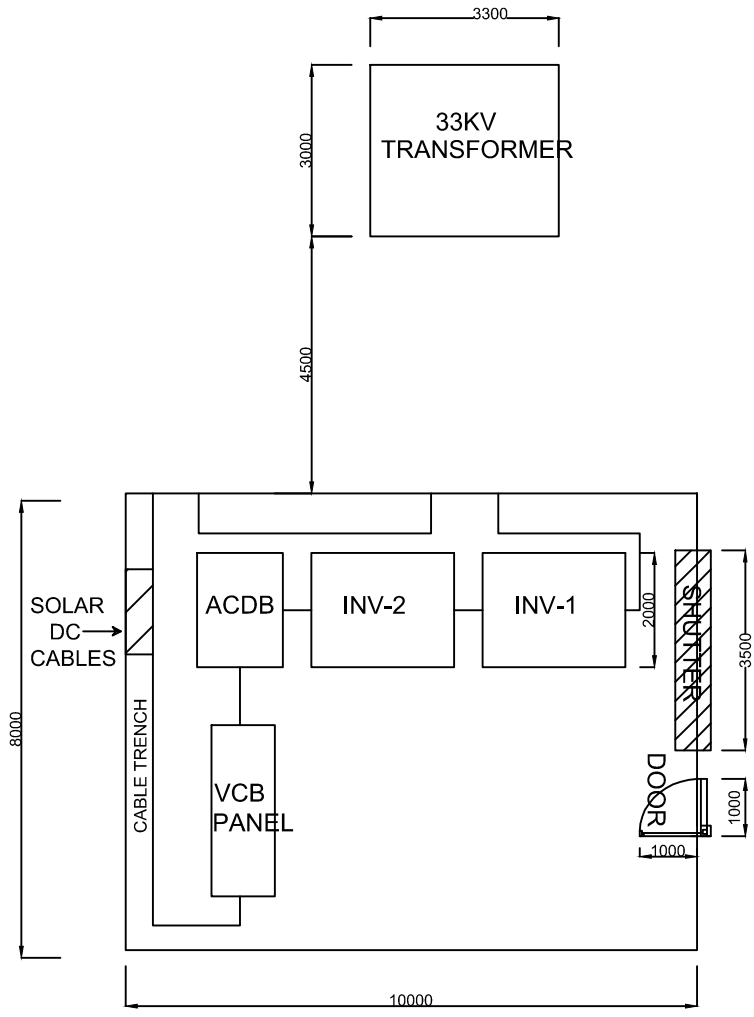 3300
33KV
TRANSFORMER
3000
4500
SOLAR
DC
CABLES
ACDB
INV-2
INV-1
2000
SHUTTER
3500
8000
CABLE TRENCH
VCB
PANEL
DOOR
1000
1000
10000